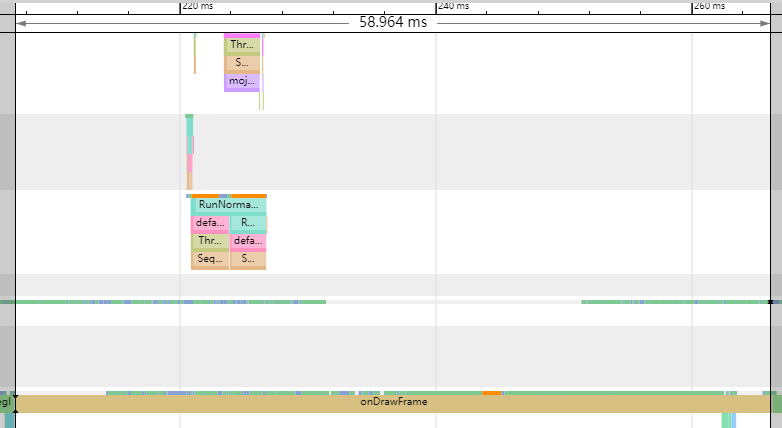 220 ms
240 ms
260 ms
58.964 ms
Thr...
S...
moj...
RunNorma...
defa...
R...
Thr...
defa...
Seq...
S...
egl
onDrawFrame